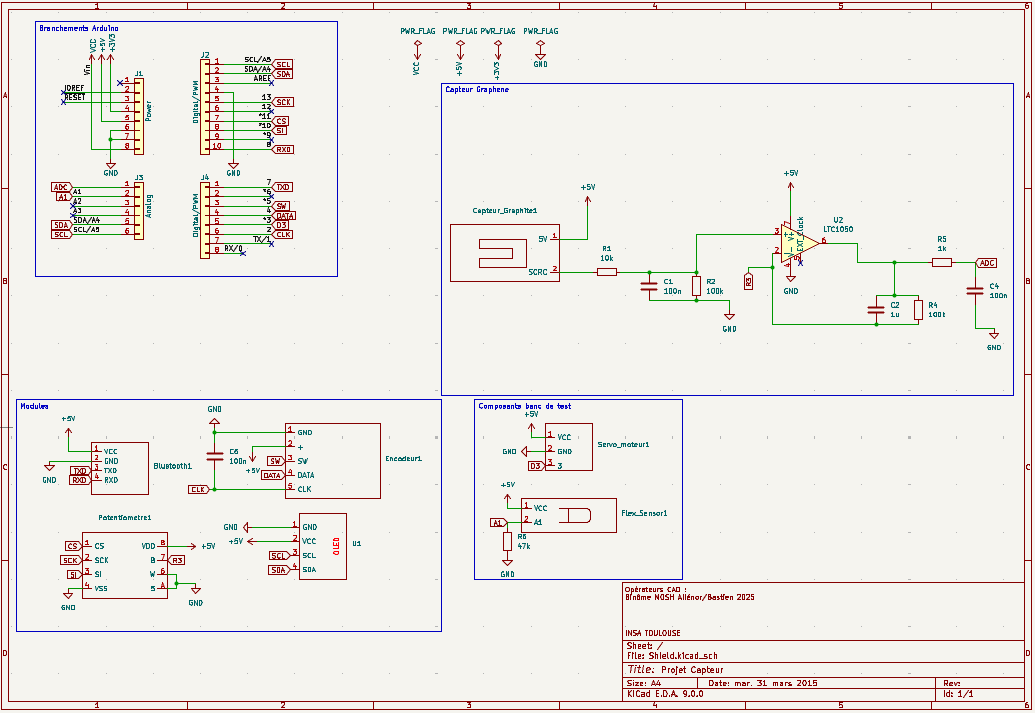 1 2 3 4 5 6
A
B
C
D
Branchements Arduino
VCC
+5V
+3V3
Vin
IOREF
RESET
J1
Power
1
2
3
4
5
6
7
8
GND
J2
Digital/PWM
1
2
3
4
5
6
7
8
9
10
SCL/A5 SCL
SDA/A4 SDA
AREF
13 SCK
12
*11 CS
*10 SI
*9
8 RXD
GND
J3
Analog
ADC
A1 A1
A2
A3
SDA SDA/A4
SCL SCL/A5
1
2
3
4
5
6
J4
Digital/PWM
1
2
3
4
5
6
7
8
7 TXD
*6
*5 SW
4 DATA
*3 D3
2 CLK
TX/1
RX/0
PWR_FLAG PWR_FLAG PWR_FLAG PWR_FLAG
VCC +5V +3V3 GND
Capteur Graphene
Capteur_Graphite1
5V 1
SCRC 2
+5V
R1
10k
C1
100n
R2
100k
GND
R3
+5V
U2
LTC1050
EXT_clock
V+
V-
3
2
7
6
4
5
GND
C2
1u
R4
100k
R5
1k
ADC
C4
100n
GND
Modules
+5V
GND
TXD
RXD
1 VCC
2 GND
3 TXD
4 RXD
Bluetooth1
GND
C6
100n
+5V
SW
DATA
CLK
1 GND
2 +
3 SW
4 DATA
5 CLK
Encodeur1
Potentiometre1
CS 1 CS VDD 8 +5V
SCK 2 SCK B 7 R3
SI 3 SI W 6
4 VSS A 5
GND GND
GND 1 GND
+5V 2 VCC
SCL 3 SCL
SDA 4 SDA
OLED
U1
Composants banc de test
+5V
GND
D3
1 VCC
2 GND
3 3
Servo_moteur1
+5V
1 VCC
A1 2 A1
Flex_Sensor1
R6
47k
GND
Opérateurs CAD :
Binôme NOSH Aliénor/Bastien 2025
INSA TOULOUSE
Sheet: /
File: Shield.kicad_sch
Title: Projet Capteur
Size: A4 Date: mar. 31 mars 2015 Rev:
KiCad E.D.A. 9.0.0 Id: 1/1